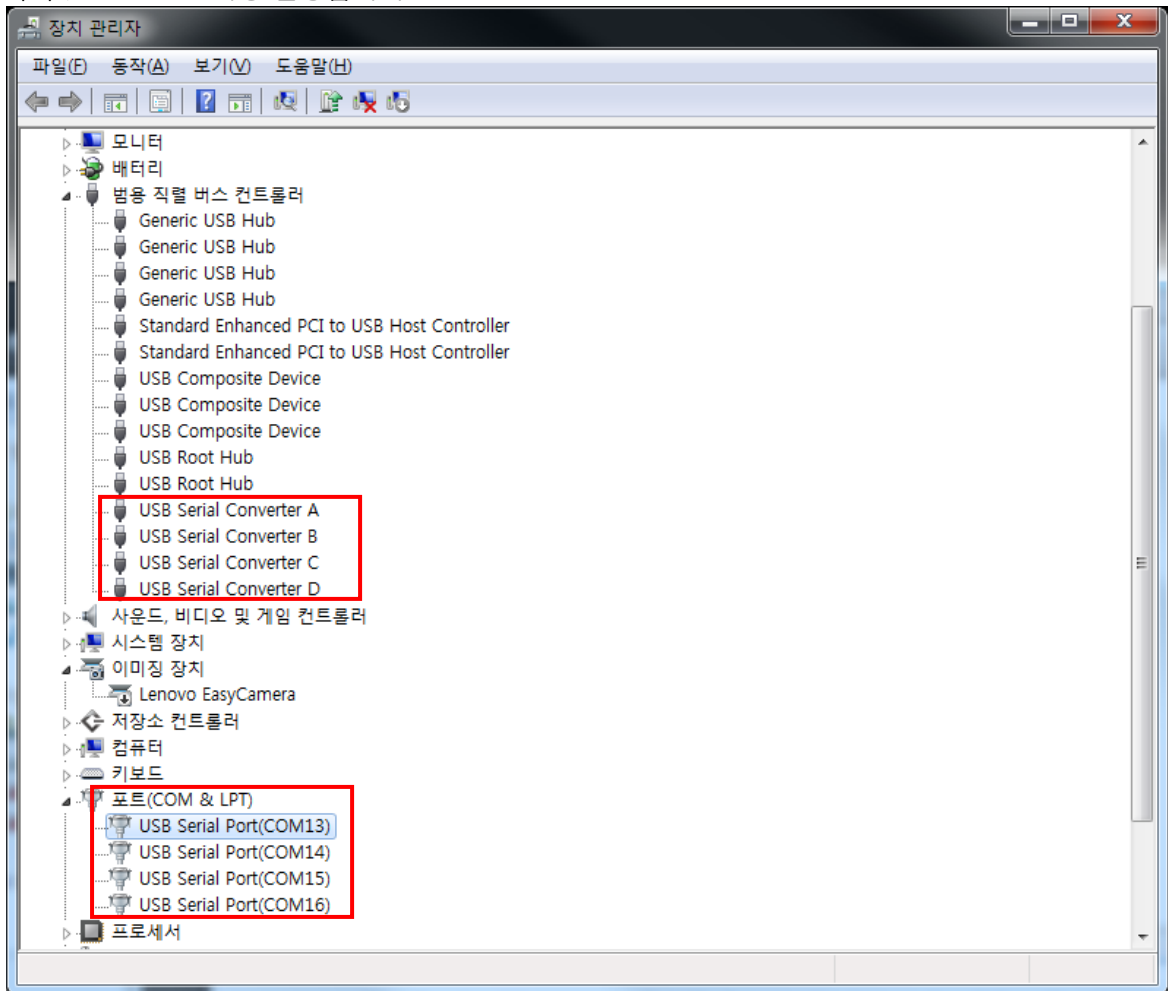 장치 관리자
파일(F) 동작(A) 보기(V) 도움말(H)
모니터
배터리
범용 직렬 버스 컨트롤러
Generic USB Hub
Generic USB Hub
Generic USB Hub
Generic USB Hub
Standard Enhanced PCI to USB Host Controller
Standard Enhanced PCI to USB Host Controller
USB Composite Device
USB Composite Device
USB Composite Device
USB Root Hub
USB Root Hub
USB Serial Converter A
USB Serial Converter B
USB Serial Converter C
USB Serial Converter D
사운드, 비디오 및 게임 컨트롤러
시스템 장치
이미징 장치
Lenovo EasyCamera
저장소 컨트롤러
컴퓨터
키보드
포트(COM & LPT)
USB Serial Port(COM13)
USB Serial Port(COM14)
USB Serial Port(COM15)
USB Serial Port(COM16)
프로세서